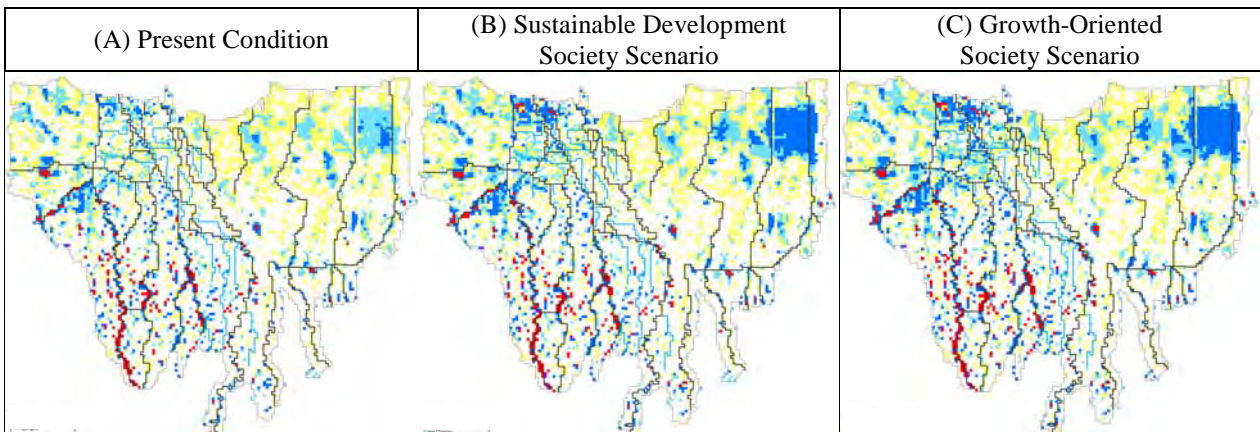 (A) Present Condition
(B) Sustainable Development
Society Scenario
(C) Growth-Oriented
Society Scenario